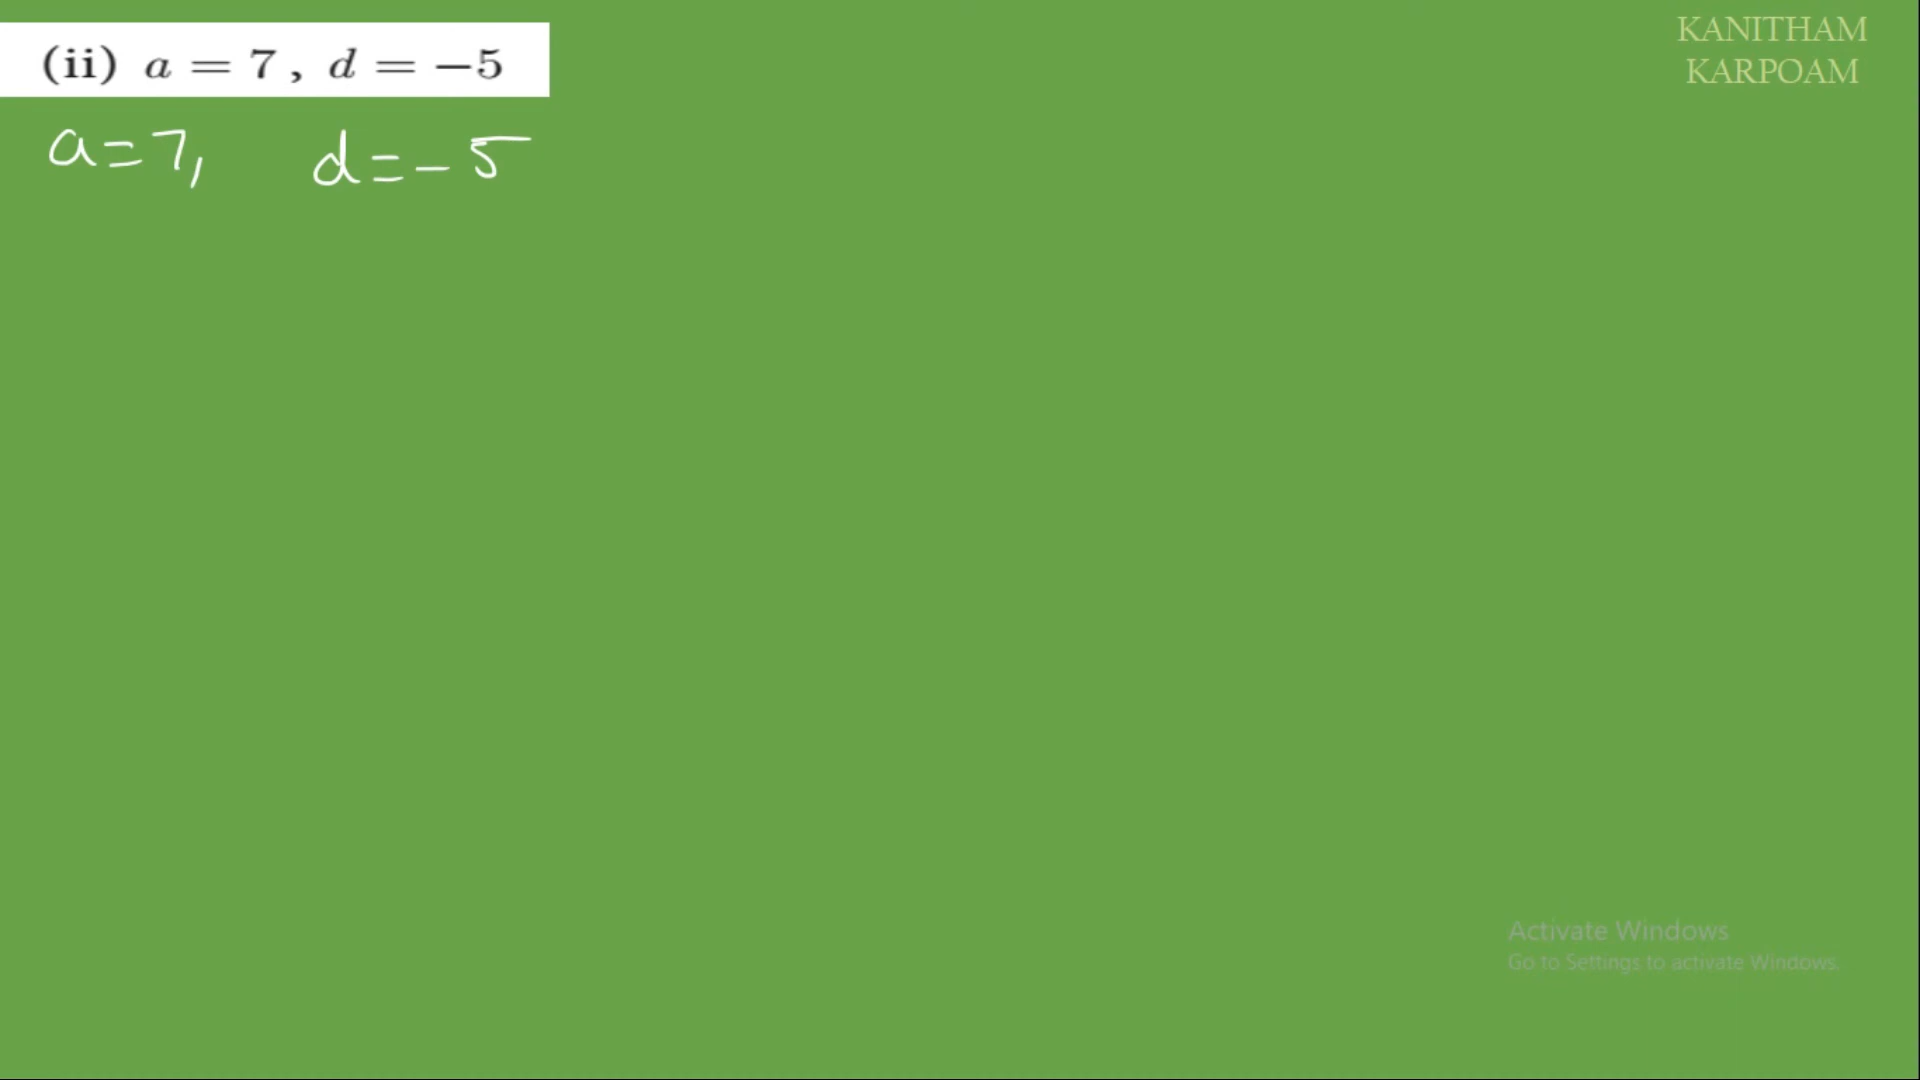 (ii) a = 7 , d = −5
a=7, d=-5
KANITHAM
KARPOAM
Activate Windows
Go to Settings to activate Windows.